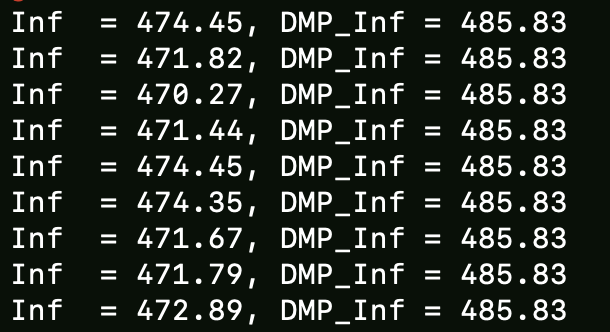 Inf  = 474.45, DMP_Inf = 485.83
Inf  = 471.82, DMP_Inf = 485.83
Inf  = 470.27, DMP_Inf = 485.83
Inf  = 471.44, DMP_Inf = 485.83
Inf  = 474.45, DMP_Inf = 485.83
Inf  = 474.35, DMP_Inf = 485.83
Inf  = 471.67, DMP_Inf = 485.83
Inf  = 471.79, DMP_Inf = 485.83
Inf  = 472.89, DMP_Inf = 485.83